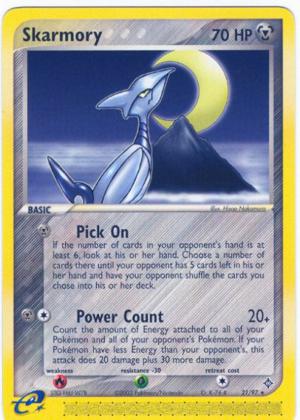 Skarmory
70 HP
BASIC
Illus. Hisao Nakamura
Pick On
If the number of cards in your opponent's hand is at
least 6, look at his or her hand. Choose a number of
cards there until your opponent has 5 cards left in his
or her hand and have your opponent shuffle the cards
you chose into his or her deck.
Power Count
20+
Count the amount of Energy attached to all of your
Pokémon and all of your opponent's Pokémon. If your
Pokémon have less Energy than your opponent's, this
attack does 20 damage plus 30 more damage.
weakness
resistance -30
retreat cost
©2003 Pokémon/Nintendo
21/97
e